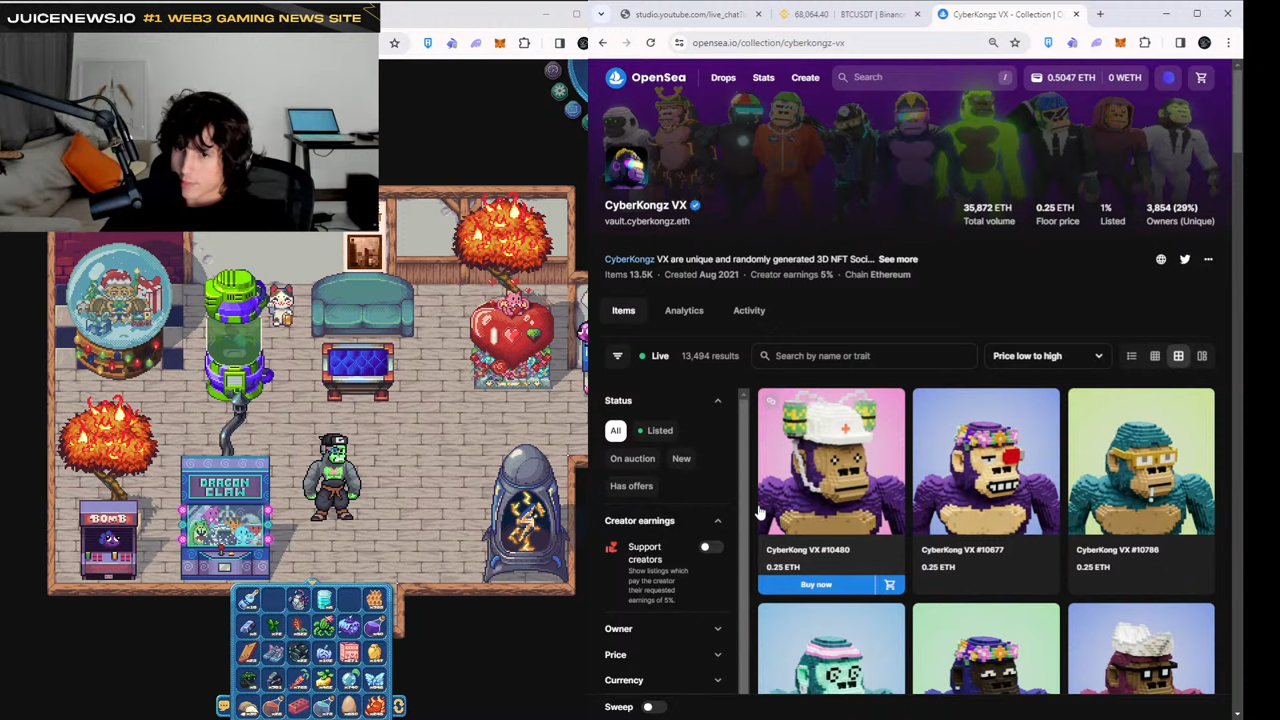 JUICENEWS.IO #1 WEB3 GAMING NEWS SITE
studio.youtube.com/live_chat?
68,064.40 BTCUSDT | Binanc
CyberKongz VX - Collection | O
opensea.io/collection/cyberkongz-vx
OpenSea
Drops
Stats
Create
Search
/
0.5047 ETH
0 WETH
CyberKongz VX
vault.cyberkongz.eth
35,872 ETH
Total volume
0.25 ETH
Floor price
1%
Listed
3,854 (29%)
Owners (Unique)
CyberKongz VX are unique and randomly generated 3D NFT Soci... See more
Items 13.5K · Created Aug 2021 · Creator earnings 5% · Chain Ethereum
Items
Analytics
Activity
Live
13,494 results
Search by name or trait
Price low to high
Status
All
Listed
On auction
New
Has offers
Creator earnings
Support creators
Show listings which
pay the creator
their requested
earnings of 5%.
Owner
Price
Currency
Sweep
CyberKong VX #10480
0.25 ETH
Buy now
CyberKong VX #10677
0.25 ETH
CyberKong VX #10786
0.25 ETH
DRAGON
CLAW
BOMB